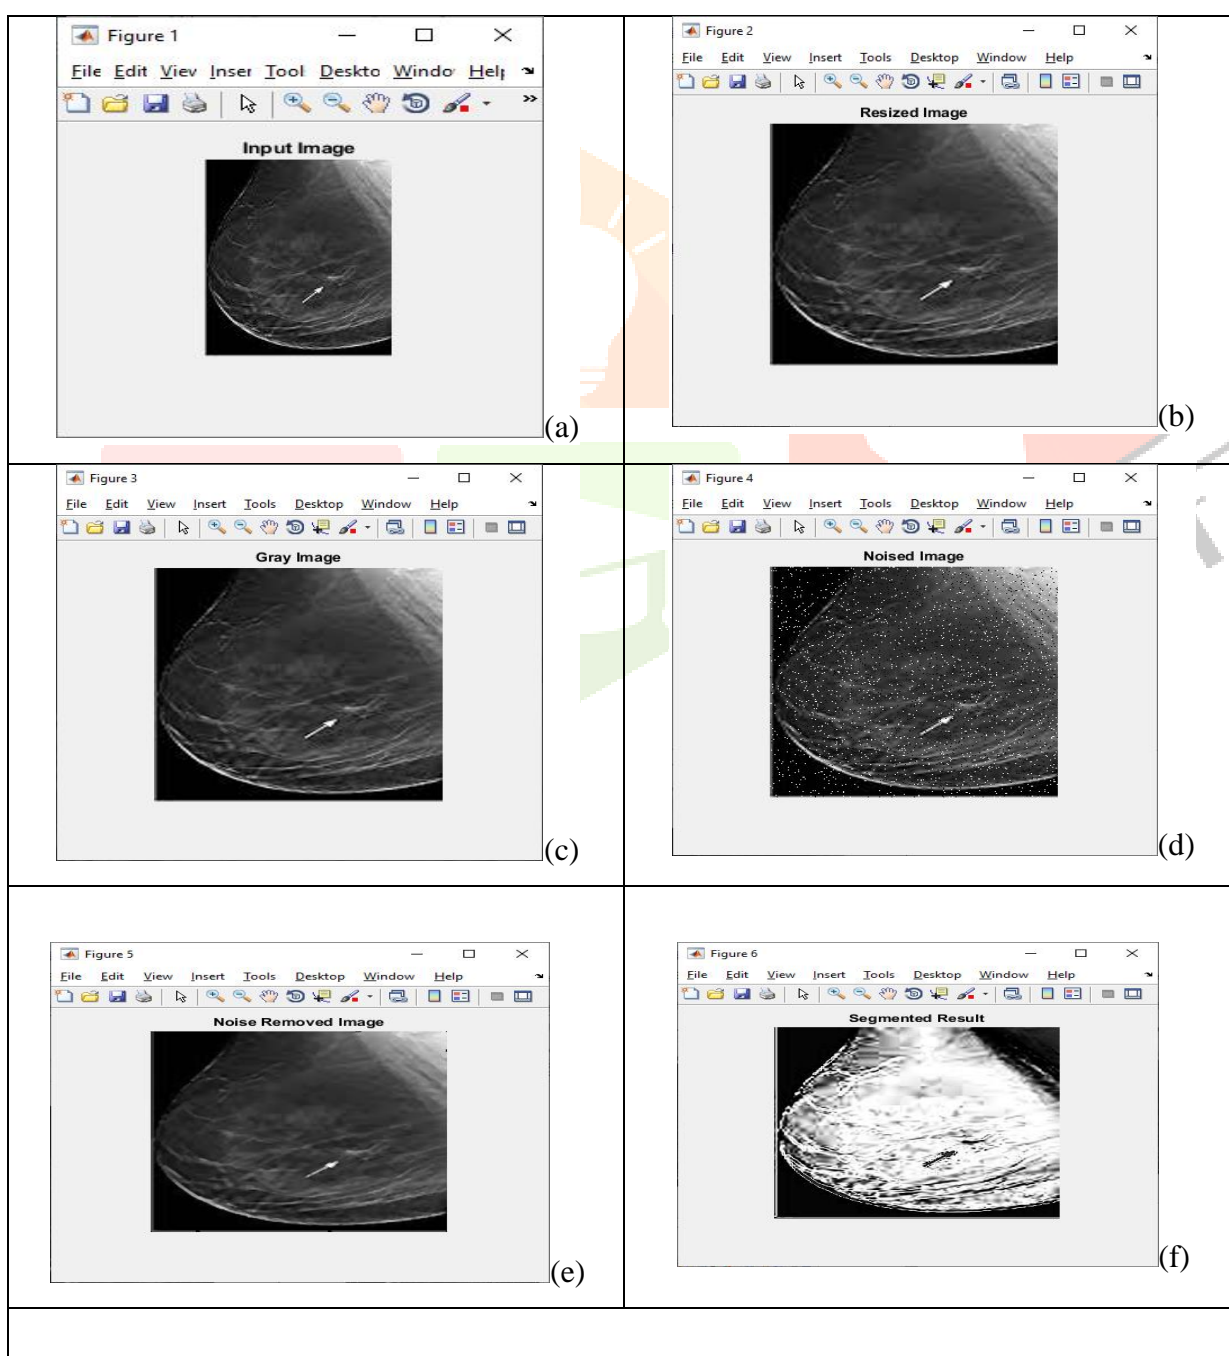 Figure 1
File Edit Viev Inser Tool Deskto Windo Help
Input Image
(a)
Figure 2
File Edit View Insert Tools Desktop Window Help
Resized Image
(b)
Figure 3
File Edit View Insert Tools Desktop Window Help
Gray Image
(c)
Figure 4
File Edit View Insert Tools Desktop Window Help
Noised Image
(d)
Figure 5
File Edit View Insert Tools Desktop Window Help
Noise Removed Image
(e)
Figure 6
File Edit View Insert Tools Desktop Window Help
Segmented Result
(f)